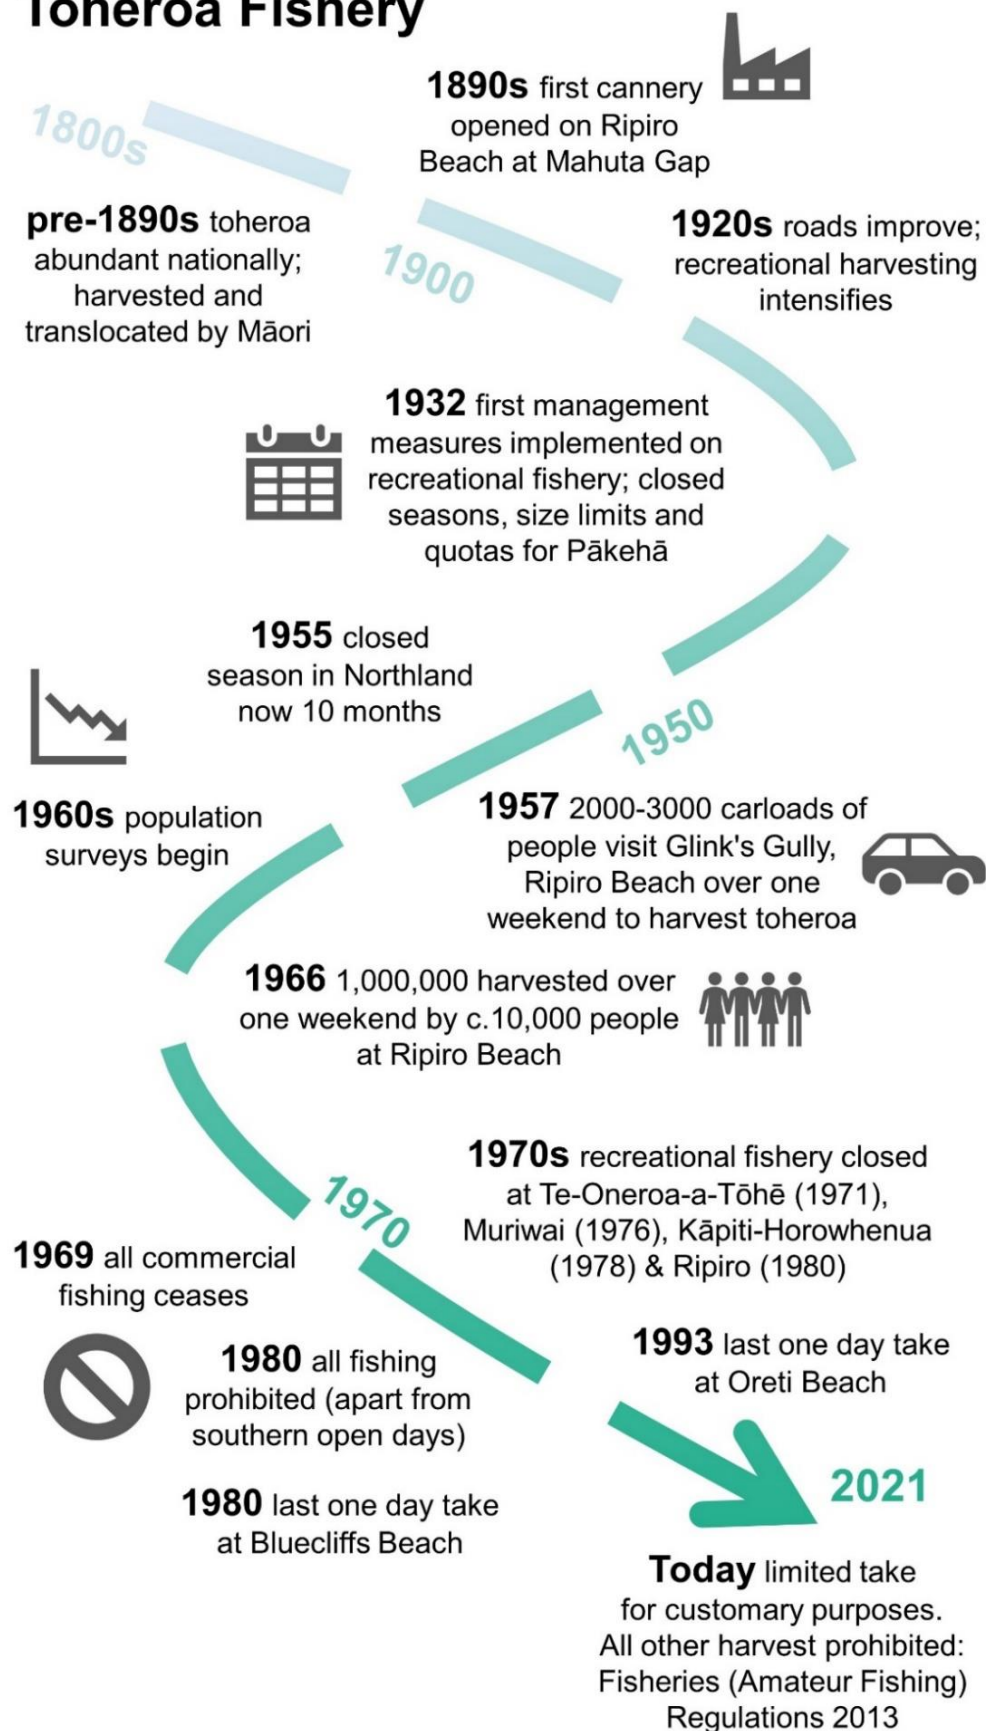 Toheroa Fishery
1890s first cannery
opened on Ripiro
Beach at Mahuta Gap
1800s
pre-1890s toheroa
abundant nationally;
harvested and
translocated by Māori
1900
1920s roads improve;
recreational harvesting
intensifies
1932 first management
measures implemented on
recreational fishery; closed
seasons, size limits and
quotas for Pākehā
1955 closed
season in Northland
now 10 months
1950
1960s population
surveys begin
1957 2000-3000 carloads of
people visit Glink's Gully,
Ripiro Beach over one
weekend to harvest toheroa
1966 1,000,000 harvested over
one weekend by c.10,000 people
at Ripiro Beach
1970s recreational fishery closed
at Te-Oneroa-a-Tōhē (1971),
Muriwai (1976), Kāpiti-Horowhenua
(1978) & Ripiro (1980)
1970
1969 all commercial
fishing ceases
1980 all fishing
prohibited (apart from
southern open days)
1993 last one day take
at Oreti Beach
1980 last one day take
at Bluecliffs Beach
2021
Today limited take
for customary purposes.
All other harvest prohibited:
Fisheries (Amateur Fishing)
Regulations 2013